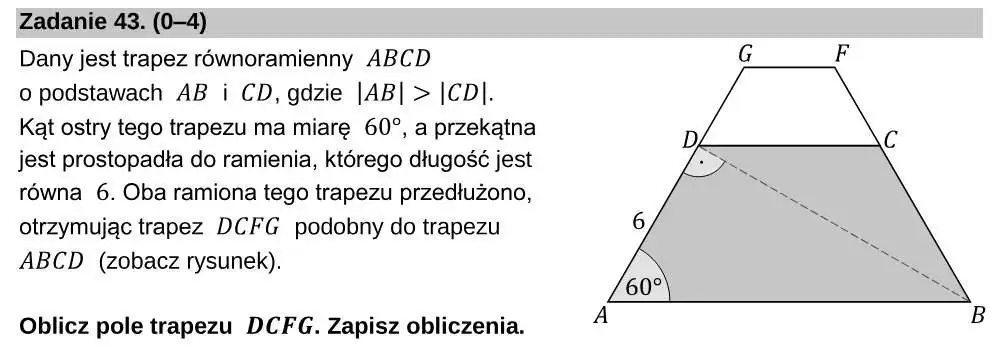 Zadanie 43. (0–4)
Dany jest trapez równoramienny ABCD
o podstawach AB i CD, gdzie |AB| > |CD|.
Kąt ostry tego trapezu ma miarę 60°, a przekątna
jest prostopadła do ramienia, którego długość jest
równa 6. Oba ramiona tego trapezu przedłużono,
otrzymując trapez DCFG podobny do trapezu
ABCD (zobacz rysunek).
Oblicz pole trapezu DCFG. Zapisz obliczenia.
G F
D C
6
60°
A B